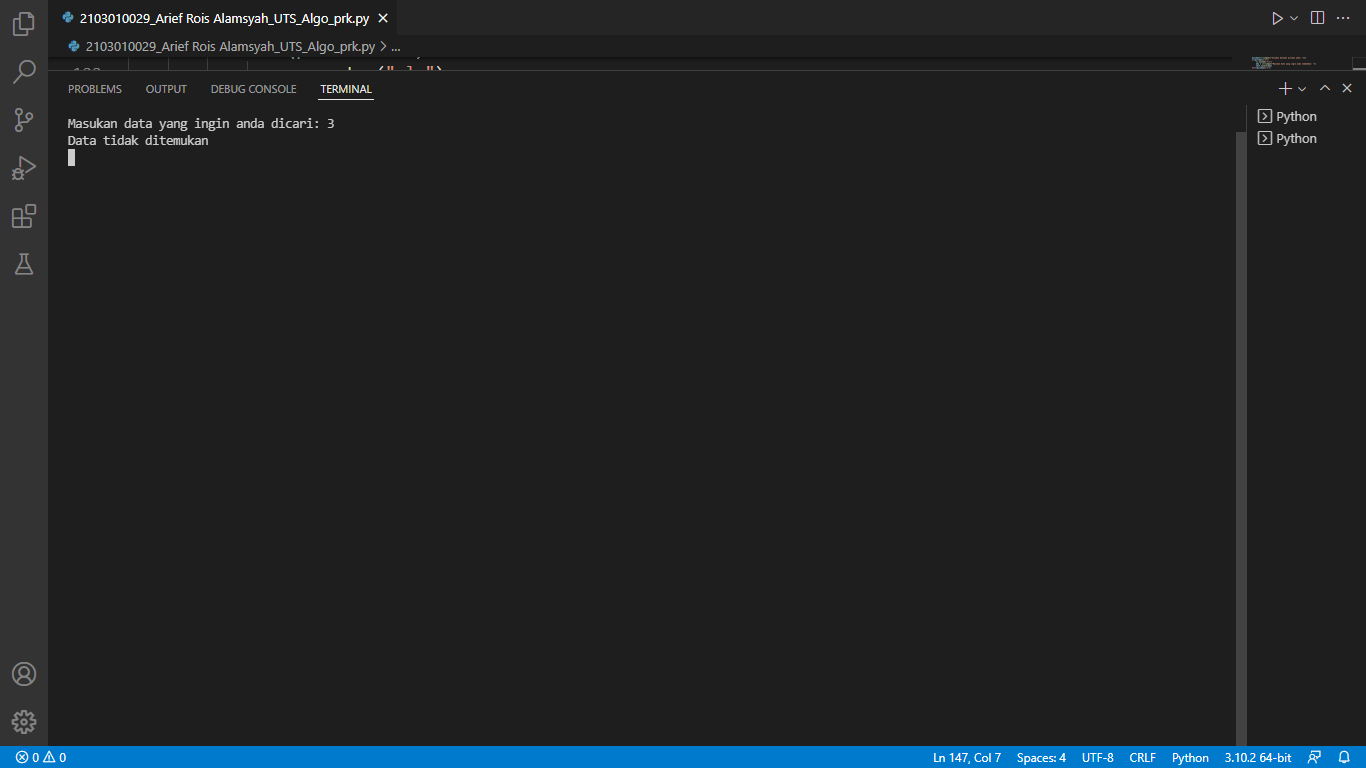 2103010029_Arief Rois Alamsyah_UTS_Algo_prk.py
2103010029_Arief Rois Alamsyah_UTS_Algo_prk.py > ...
PROBLEMS OUTPUT DEBUG CONSOLE TERMINAL
Masukan data yang ingin anda dicari: 3
Data tidak ditemukan
Python
Python
0 0 Ln 147, Col 7 Spaces: 4 UTF-8 CRLF Python 3.10.2 64-bit